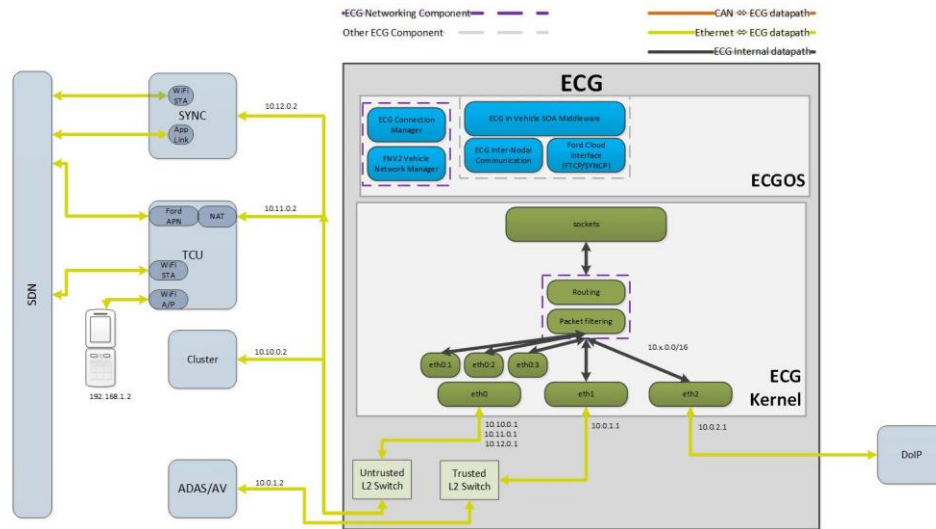 ECG Networking Component
Other ECG Component
CAN ⇔ ECG datapath
Ethernet ⇔ ECG datapath
ECG Internal datapath
SDN
WiFi
STA
SYNC
App
Link
10.12.0.2
Ford
APN
NAT
10.11.0.2
TCU
WiFi
STA
WiFi
A/P
192.168.1.2
Cluster
10.10.0.2
ADAS/AV
10.0.1.2
ECG
ECG Connection
Manager
FNV2 Vehicle
Network Manager
ECG In Vehicle SOA Middleware
ECG Inter-Nodal
Communication
Ford Cloud
Interface
(FTCP/SYNCP)
ECGOS
sockets
Routing
Packet filtering
10.x.0.0/16
eth0:1
eth0:2
eth0:3
eth0
eth1
eth2
ECG
Kernel
10.10.0.1
10.11.0.1
10.12.0.1
10.0.1.1
10.0.2.1
Untrusted
L2 Switch
Trusted
L2 Switch
DoIP